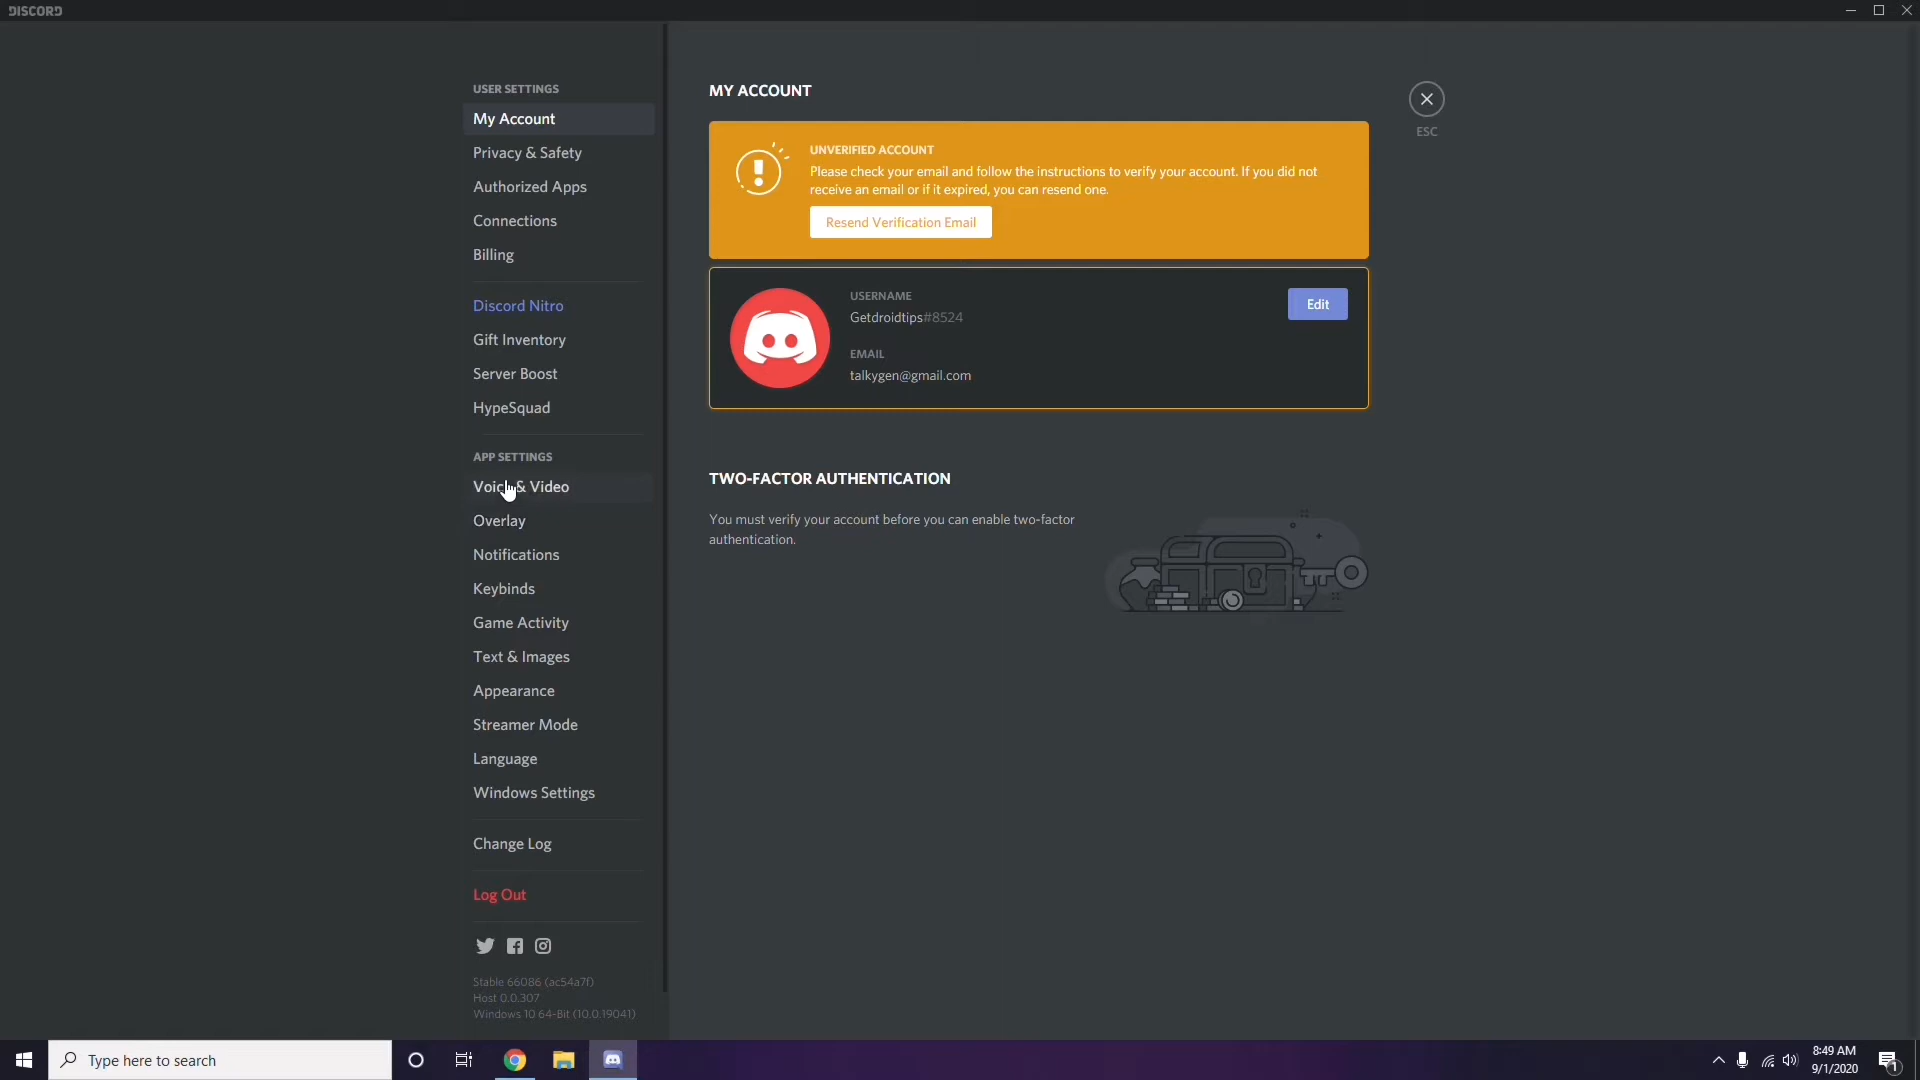 DISCORD
USER SETTINGS
My Account
Privacy & Safety
Authorized Apps
Connections
Billing
Discord Nitro
Gift Inventory
Server Boost
HypeSquad
APP SETTINGS
Voice & Video
Overlay
Notifications
Keybinds
Game Activity
Text & Images
Appearance
Streamer Mode
Language
Windows Settings
Change Log
Log Out
Stable 66086 (ac54a7f)
Host 0.0.307
Windows 10 64-Bit (10.0.19041)
MY ACCOUNT
ESC
UNVERIFIED ACCOUNT
Please check your email and follow the instructions to verify your account. If you did not
receive an email or if it expired, you can resend one.
Resend Verification Email
USERNAME
Getdroidtips#8524
Edit
EMAIL
talkygen@gmail.com
TWO-FACTOR AUTHENTICATION
You must verify your account before you can enable two-factor
authentication.
Type here to search
8:49 AM
9/1/2020
1